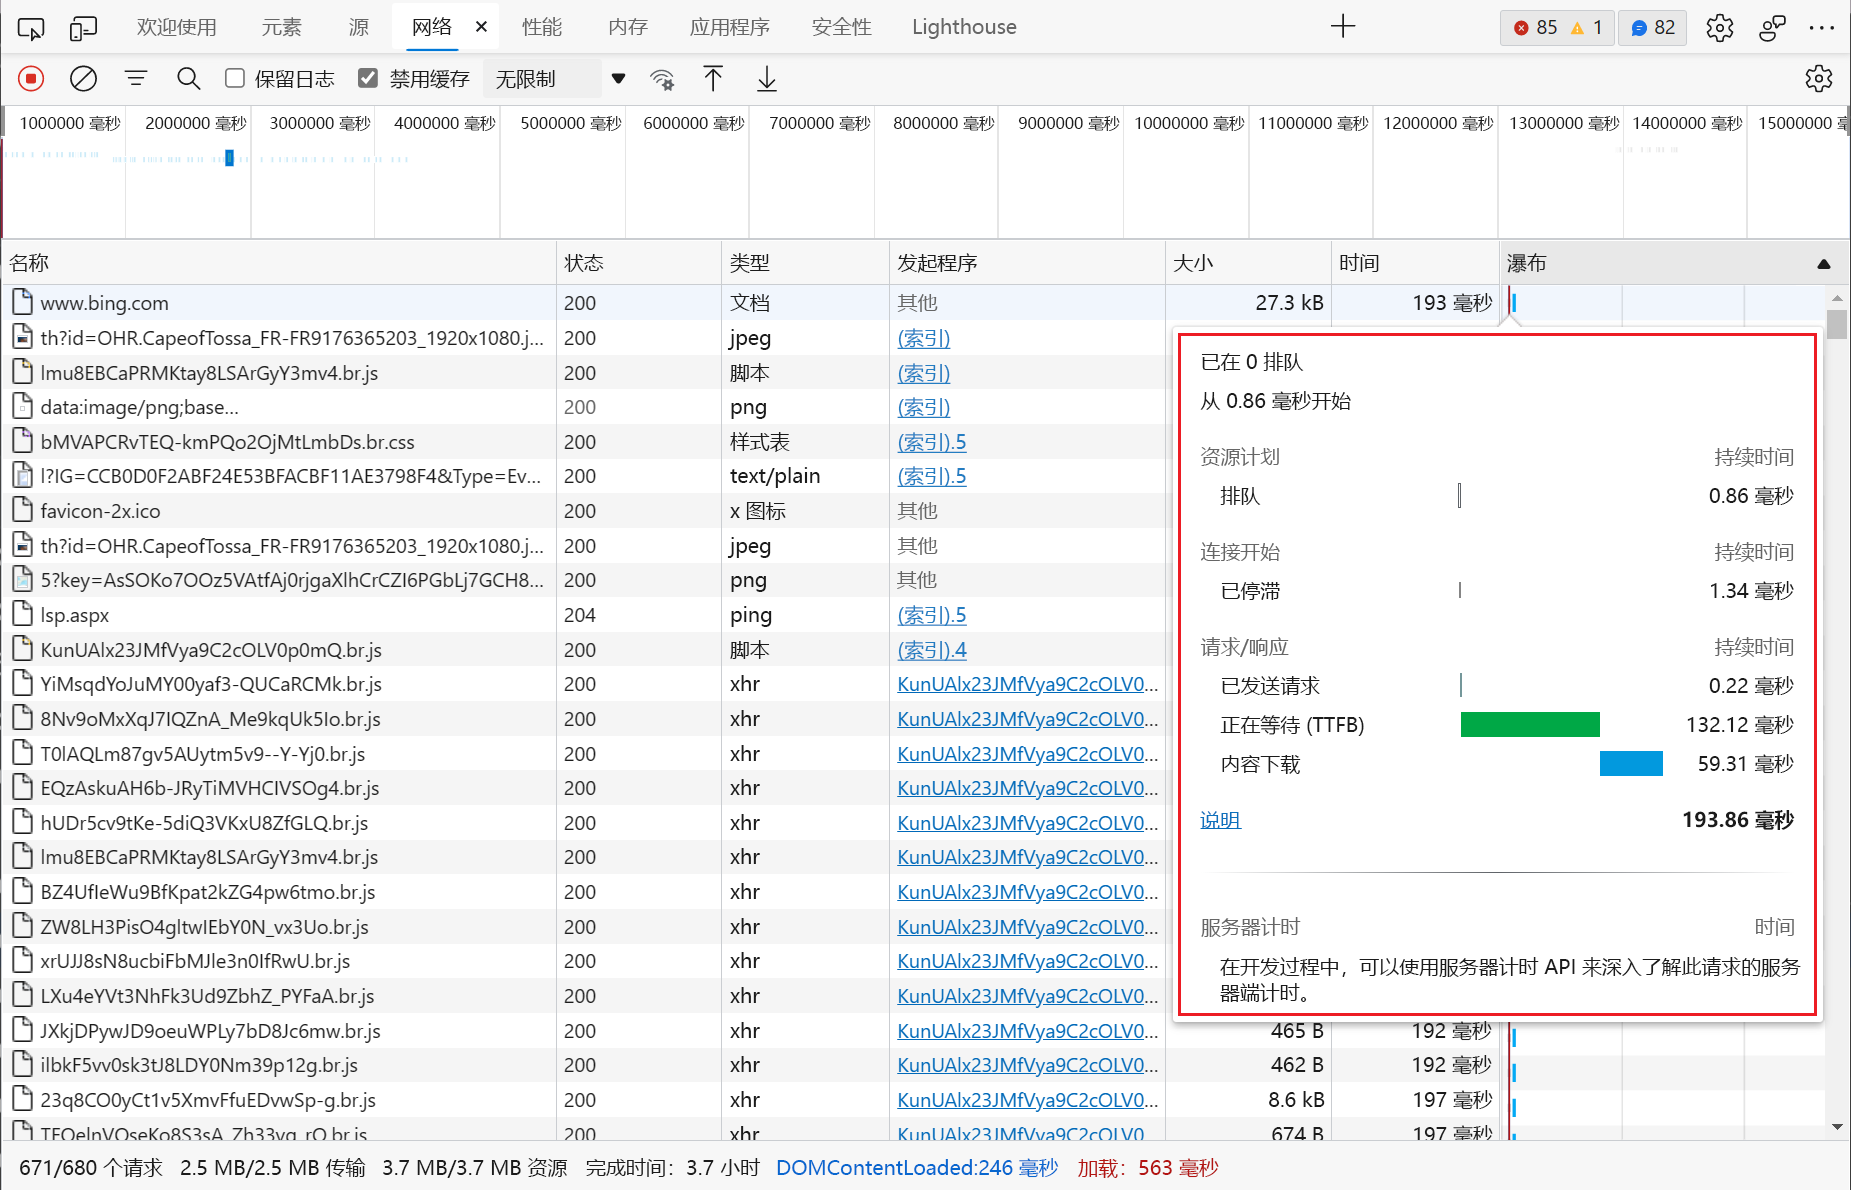 欢迎使用 元素 源 网络 × 性能 内存 应用程序 安全性 Lighthouse 85 1 82
保留日志 禁用缓存 无限制
1000000 毫秒 2000000 毫秒 3000000 毫秒 4000000 毫秒 5000000 毫秒 6000000 毫秒 7000000 毫秒 8000000 毫秒 9000000 毫秒 10000000 毫秒 11000000 毫秒 12000000 毫秒 13000000 毫秒 14000000 毫秒 15000000
名称 状态 类型 发起程序 大小 时间 瀑布
www.bing.com 200 文档 其他 27.3 kB 193 毫秒
th?id=OHR.CapeofTossa_FR-FR9176365203_1920x1080.j... 200 jpeg (索引)
lmu8EBCaPRMKtay8LSArGyY3mv4.br.js 200 脚本 (索引)
data:image/png;base... 200 png (索引)
bMVAPCRvTEQ-kmPQo2OjMtLmbDs.br.css 200 样式表 (索引).5
l?IG=CCB0D0F2ABF24E53BFACBF11AE3798F4&Type=Ev... 200 text/plain (索引).5
favicon-2x.ico 200 x 图标 其他
th?id=OHR.CapeofTossa_FR-FR9176365203_1920x1080.j... 200 jpeg 其他
5?key=AsSOKo7OOz5VAtfAj0rjgaXlhCrCZI6PGbLj7GCH8... 200 png 其他
lsp.aspx 204 ping (索引).5
KunUAlx23JMfVya9C2cOLV0p0mQ.br.js 200 脚本 (索引).4
YiMsqdYoJuMY00yaf3-QUCaRCMk.br.js 200 xhr KunUAlx23JMfVya9C2cOLV0...
8Nv9oMxXqJ7IQZnA_Me9kqUk5Io.br.js 200 xhr KunUAlx23JMfVya9C2cOLV0...
T0lAQLm87gv5AUytm5v9--Y-Yj0.br.js 200 xhr KunUAlx23JMfVya9C2cOLV0...
EQzAskuAH6b-JRyTiMVHCIVSOg4.br.js 200 xhr KunUAlx23JMfVya9C2cOLV0...
hUDr5cv9tKe-5diQ3VKxU8ZfGLQ.br.js 200 xhr KunUAlx23JMfVya9C2cOLV0...
lmu8EBCaPRMKtay8LSArGyY3mv4.br.js 200 xhr KunUAlx23JMfVya9C2cOLV0...
BZ4UfIeWu9BfKpat2kZG4pw6tmo.br.js 200 xhr KunUAlx23JMfVya9C2cOLV0...
ZW8LH3PisO4gltwIEbY0N_vx3Uo.br.js 200 xhr KunUAlx23JMfVya9C2cOLV0...
xrUJJ8sN8ucbiFbMJle3n0IfRwU.br.js 200 xhr KunUAlx23JMfVya9C2cOLV0...
LXu4eYVt3NhFk3Ud9ZbhZ_PYFaA.br.js 200 xhr KunUAlx23JMfVya9C2cOLV0...
JXkjDPywJD9oeuWPLy7bD8Jc6mw.br.js 200 xhr KunUAlx23JMfVya9C2cOLV0... 465 B 192 毫秒
ilbkF5vv0sk3tJ8LDY0Nm39p12g.br.js 200 xhr KunUAlx23JMfVya9C2cOLV0... 462 B 192 毫秒
23q8CO0yCt1v5XmvFfuEDvwSp-g.br.js 200 xhr KunUAlx23JMfVya9C2cOLV0... 8.6 kB 197 毫秒
200 xhr KunUAlx23JMfVya9C2cOLV0 674 B 197 毫秒
已在 0 排队
从 0.86 毫秒开始
资源计划 持续时间
排队 0.86 毫秒
连接开始 持续时间
已停滞 1.34 毫秒
请求/响应 持续时间
已发送请求 0.22 毫秒
正在等待 (TTFB) 132.12 毫秒
内容下载 59.31 毫秒
说明 193.86 毫秒
服务器计时 时间
在开发过程中，可以使用服务器计时 API 来深入了解此请求的服务
器端计时。
671/680 个请求 2.5 MB/2.5 MB 传输 3.7 MB/3.7 MB 资源 完成时间：3.7 小时 DOMContentLoaded:246 毫秒 加载：563 毫秒